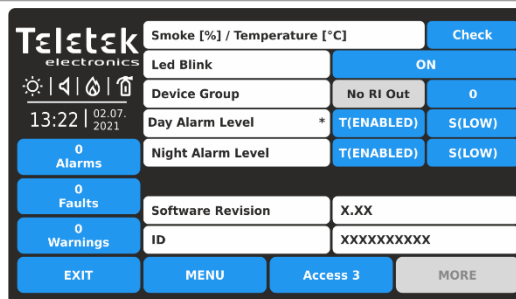 Teletek
electronics
13:22 02.07.
2021
0
Alarms
0
Faults
0
Warnings
Smoke [%] / Temperature [°C] Check
Led Blink ON
Device Group No RI Out 0
Day Alarm Level * T(ENABLED) S(LOW)
Night Alarm Level T(ENABLED) S(LOW)
Software Revision X.XX
ID XXXXXXXXXX
EXIT MENU Access 3 MORE